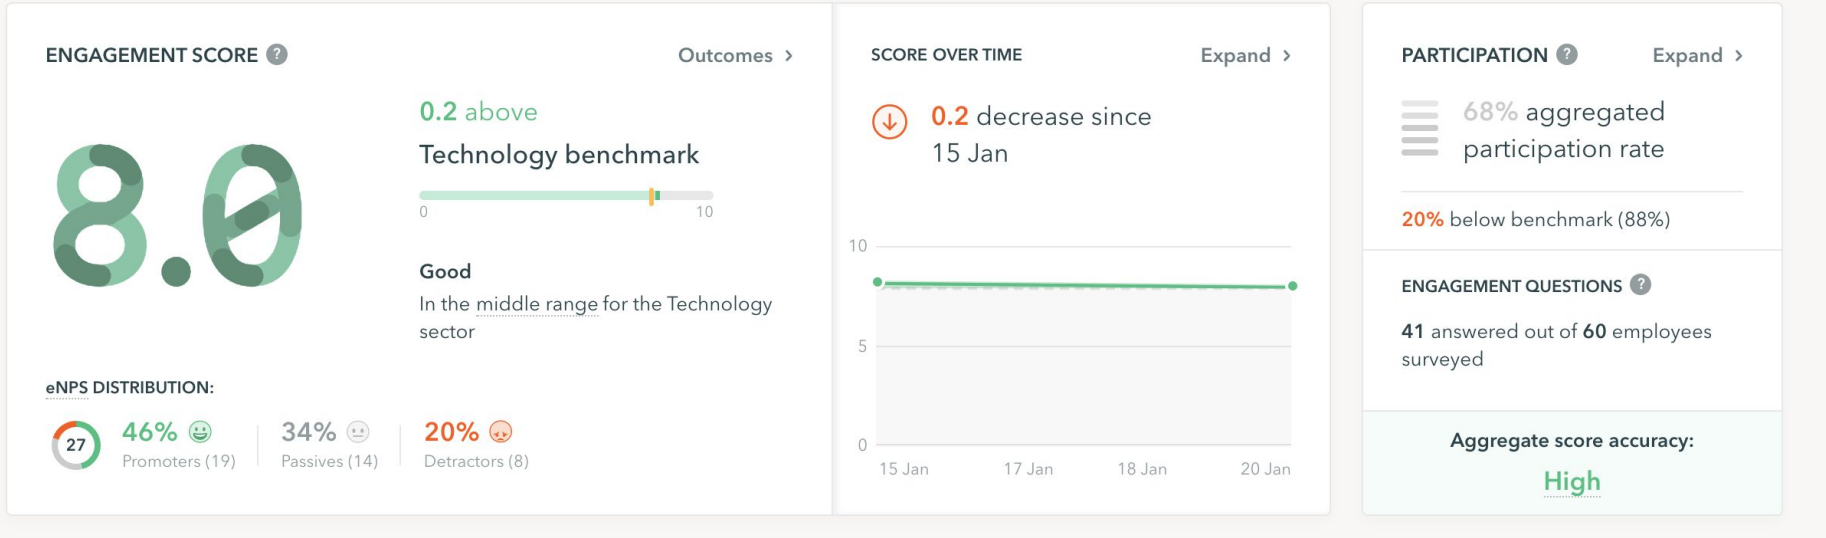 ENGAGEMENT SCORE ?
Outcomes >
8.0
0.2 above
Technology benchmark
0 10
Good
In the middle range for the Technology
sector
eNPS DISTRIBUTION:
27
46%
Promoters (19)
34%
Passives (14)
20%
Detractors (8)
SCORE OVER TIME
Expand >
0.2 decrease since
15 Jan
10
5
0
15 Jan 17 Jan 18 Jan 20 Jan
PARTICIPATION ?
Expand >
68% aggregated
participation rate
20% below benchmark (88%)
ENGAGEMENT QUESTIONS ?
41 answered out of 60 employees
surveyed
Aggregate score accuracy:
High